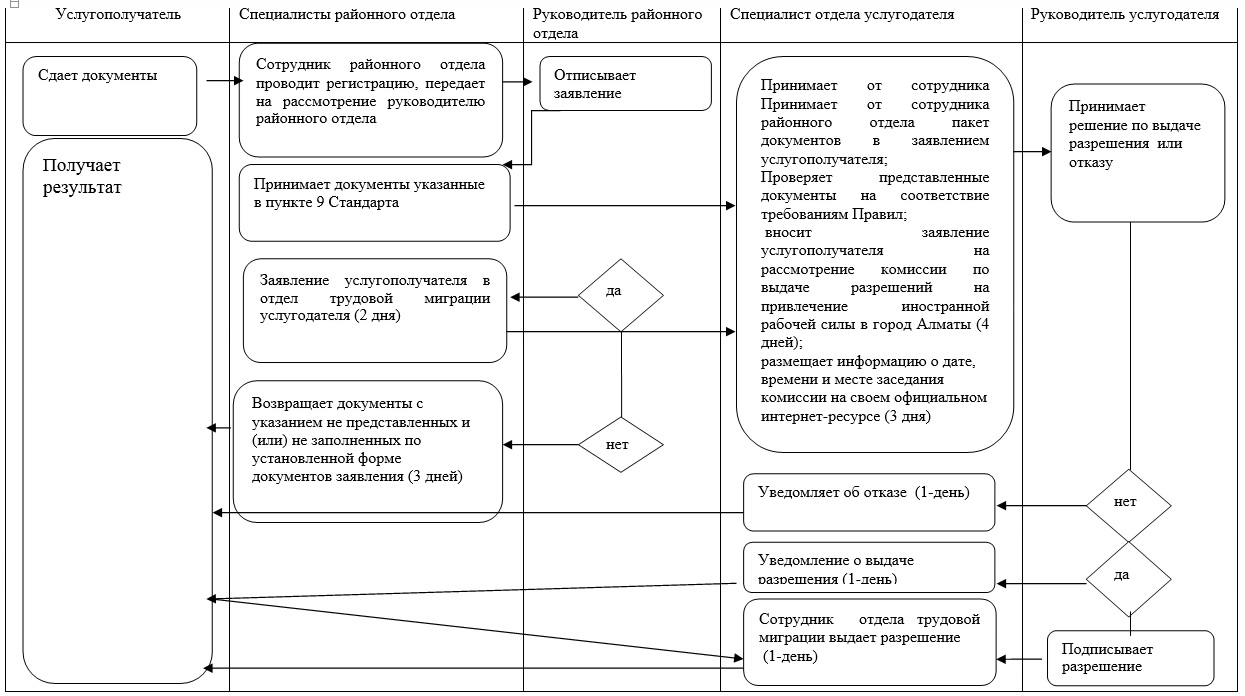 Услугополучатель
Специалисты районного отдела
Руководитель районного
отдела
Специалист отдела услугодателя
Руководитель услугодателя
Сдает документы
Сотрудник районного отдела
проводит регистрацию, передает
на рассмотрение руководителю
районного отдела
Отписывает
заявление
Принимает от сотрудника
Принимает от сотрудника
районного отдела пакет
документов в заявлением
услугополучателя;
Проверяет представленные
документы на соответствие
требованиям Правил;
вносит заявление
услугополучателя на
рассмотрение комиссии по
выдаче разрешений на
привлечение иностранной
рабочей силы в город Алматы (4
дней);
размещает информацию о дате,
времени и месте заседания
комиссии на своем официальном
интернет-ресурсе (3 дня)
Принимает
решение по выдаче
разрешения или
отказу
Получает
результат
Принимает документы указанные
в пункте 9 Стандарта
Заявление услугополучателя в
отдел трудовой миграции
услугодателя (2 дня)
да
Возвращает документы с
указанием не представленных и
(или) не заполненных по
установленной форме
документов заявления (3 дней)
нет
Уведомляет об отказе (1-день)
нет
Уведомление о выдаче
разрешения (1-день)
да
Сотрудник отдела трудовой
миграции выдает разрешение
(1-день)
Подписывает
разрешение